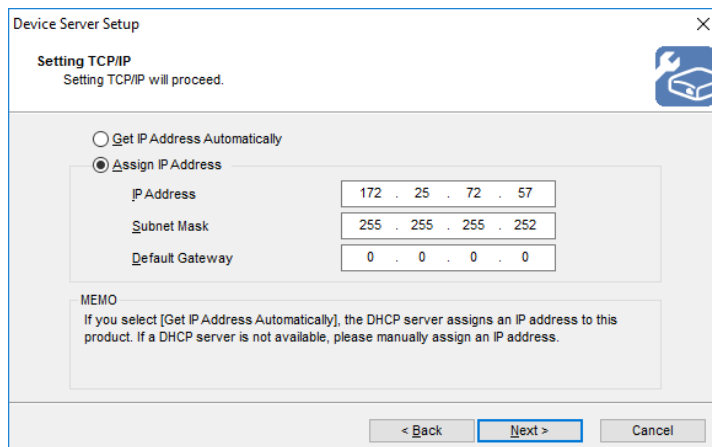 Device Server Setup
Setting TCP/IP
Setting TCP/IP will proceed.
Get IP Address Automatically
Assign IP Address
IP Address 172 . 25 . 72 . 57
Subnet Mask 255 . 255 . 255 . 252
Default Gateway 0 . 0 . 0 . 0
MEMO
If you select [Get IP Address Automatically], the DHCP server assigns an IP address to this
product. If a DHCP server is not available, please manually assign an IP address.
< Back Next > Cancel